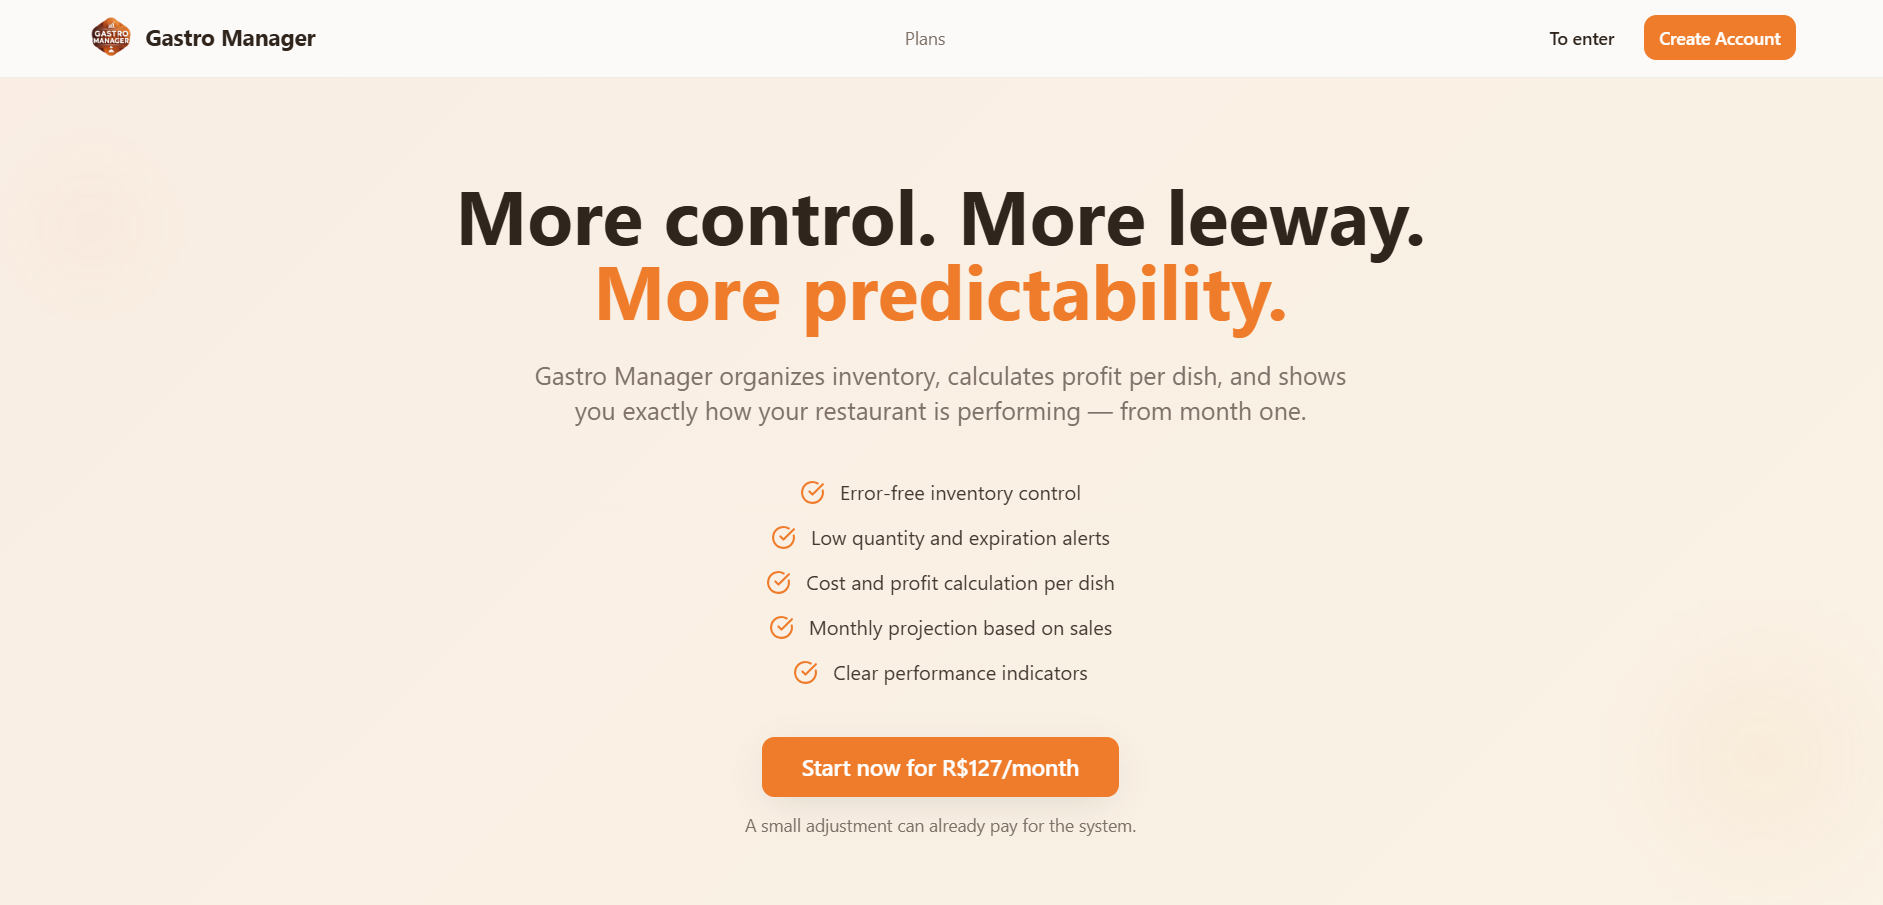 GASTRO
MANAGER
Gastro Manager
Plans
To enter
Create Account
More control. More leeway.
More predictability.
Gastro Manager organizes inventory, calculates profit per dish, and shows
you exactly how your restaurant is performing — from month one.
Error-free inventory control
Low quantity and expiration alerts
Cost and profit calculation per dish
Monthly projection based on sales
Clear performance indicators
Start now for R$127/month
A small adjustment can already pay for the system.